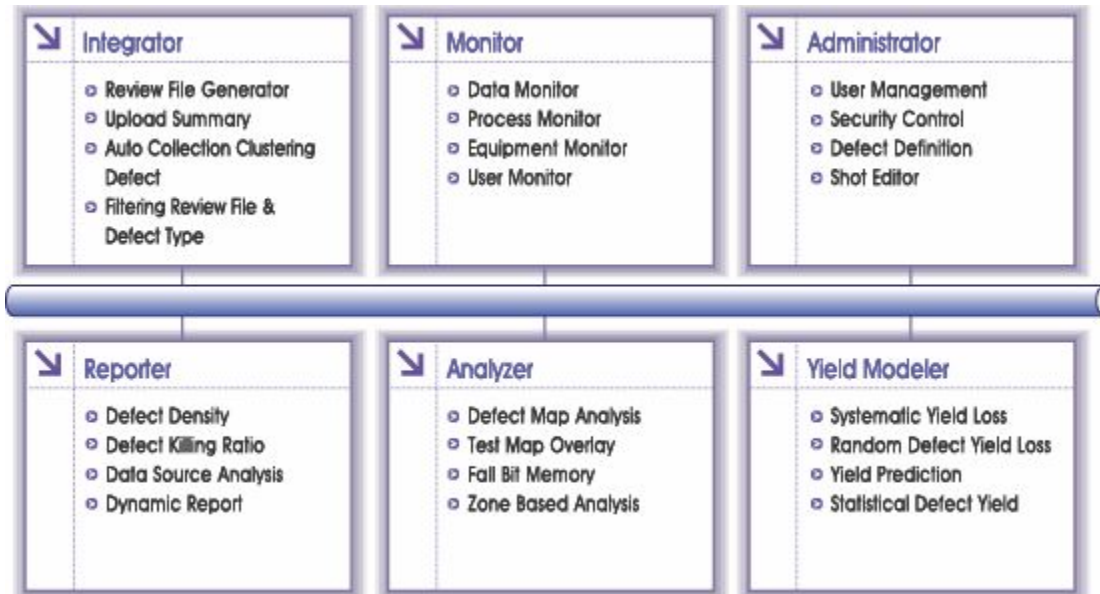 Integrator
Review File Generator
Upload Summary
Auto Collection Clustering
Defect
Filtering Review File &
Defect Type
Monitor
Data Monitor
Process Monitor
Equipment Monitor
User Monitor
Administrator
User Management
Security Control
Defect Definition
Shot Editor
Reporter
Defect Density
Defect Killing Ratio
Data Source Analysis
Dynamic Report
Analyzer
Defect Map Analysis
Test Map Overlay
Fall Bit Memory
Zone Based Analysis
Yield Modeler
Systematic Yield Loss
Random Defect Yield Loss
Yield Prediction
Statistical Defect Yield